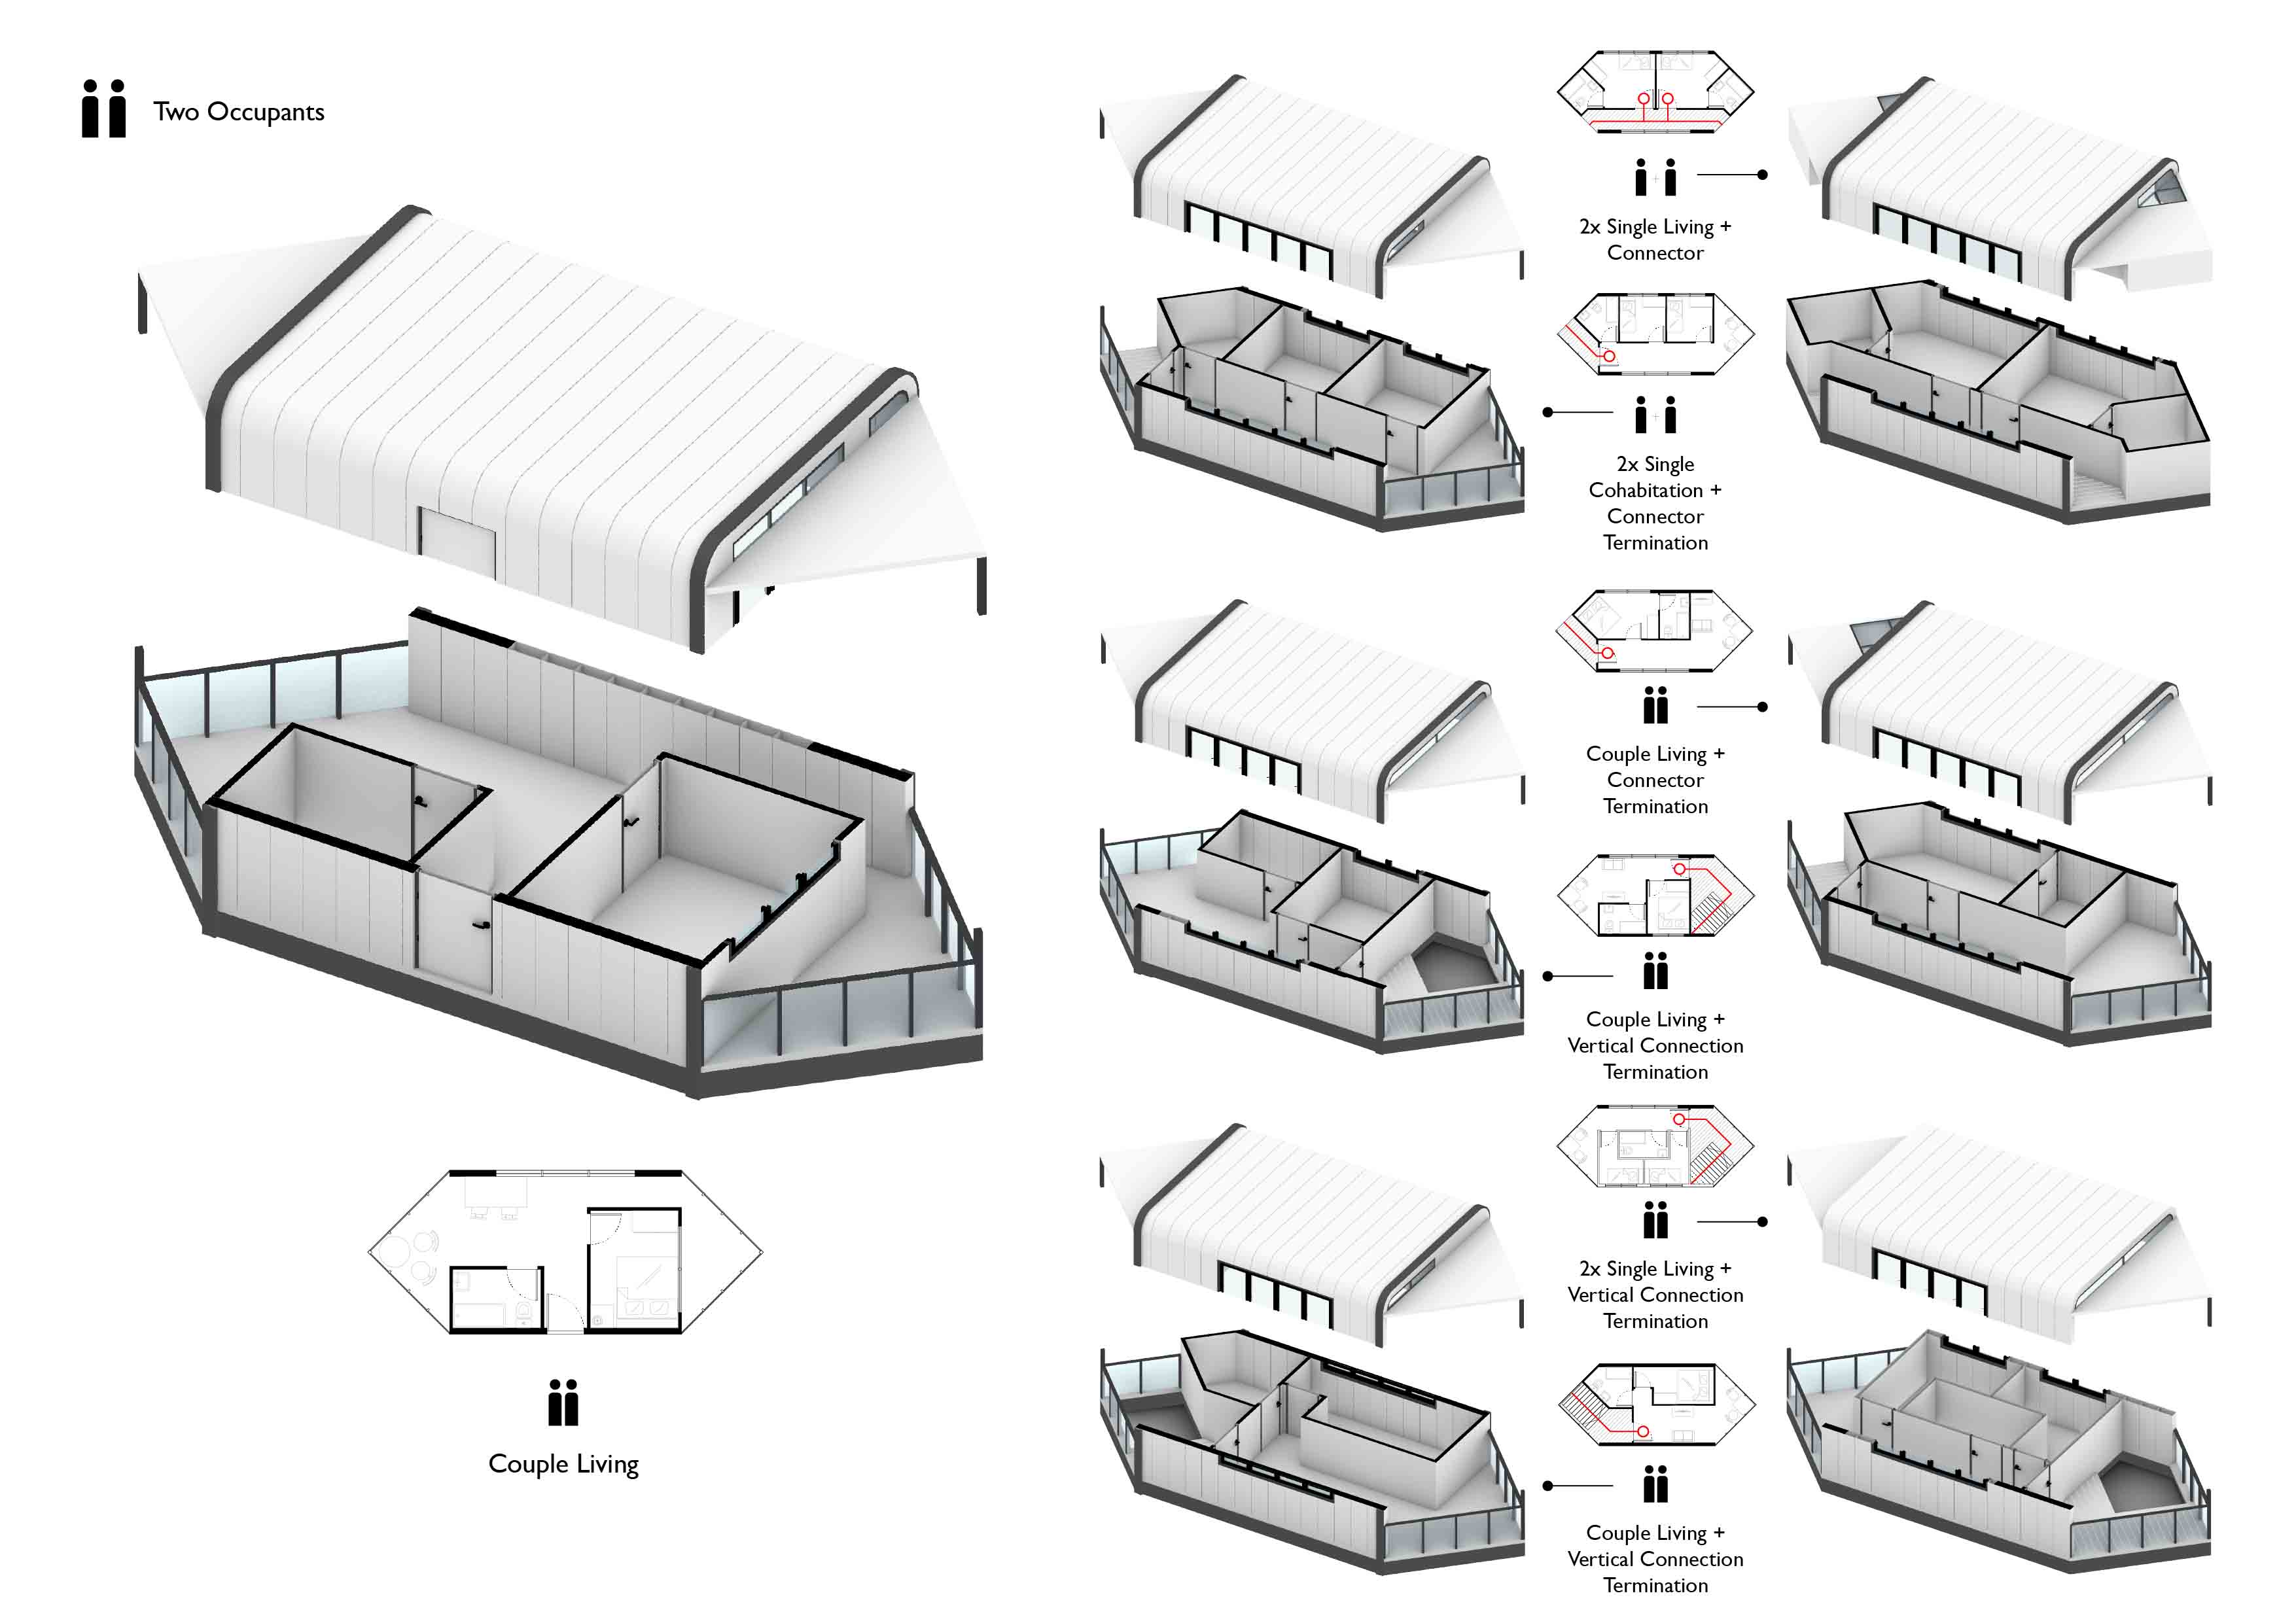 Two Occupants
Couple Living
2x Single Living +
Connector
2x Single
Cohabitation +
Connector
Termination
Couple Living +
Connector
Termination
Couple Living +
Vertical Connection
Termination
2x Single Living +
Vertical Connection
Termination
Couple Living +
Vertical Connection
Termination